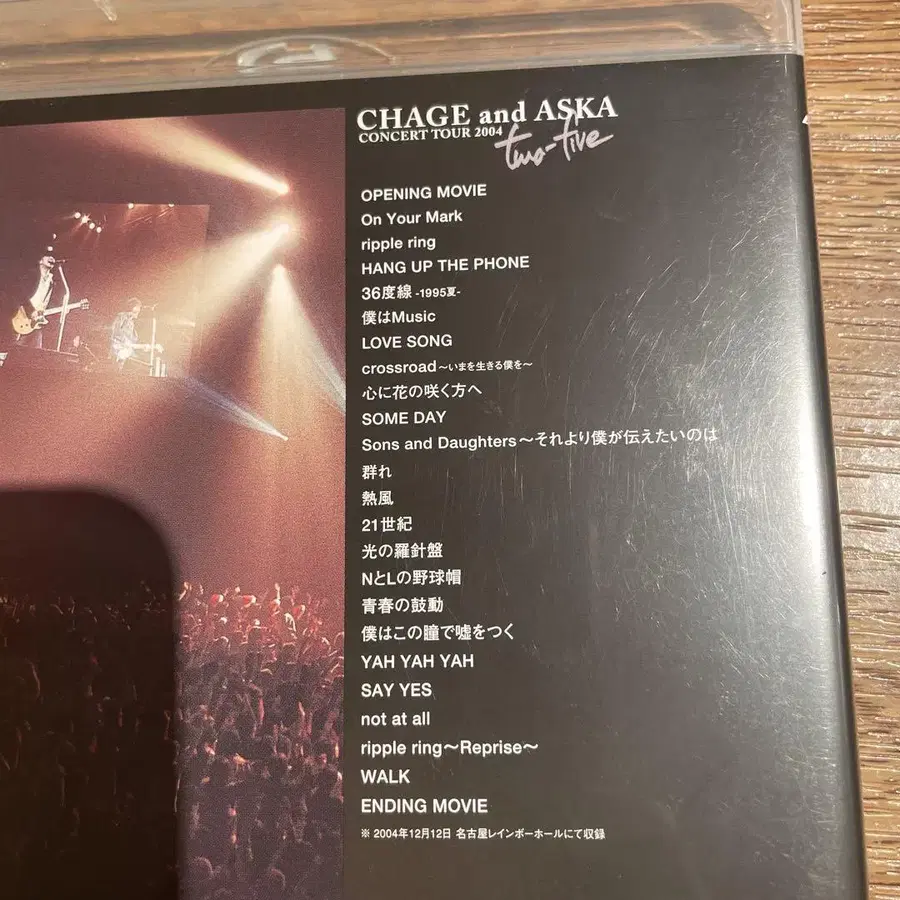 CHAGE and ASKA
CONCERT TOUR 2004
two-five
OPENING MOVIE
On Your Mark
ripple ring
HANG UP THE PHONE
36度線 -1995夏-
僕はMusic
LOVE SONG
crossroad〜いまを生きる僕を〜
心に花の咲く方へ
SOME DAY
Sons and Daughters〜それより僕が伝えたいのは
群れ
熱風
21世紀
光の羅針盤
NとLの野球帽
青春の鼓動
僕はこの瞳で嘘をつく
YAH YAH YAH
SAY YES
not at all
ripple ring〜Reprise〜
WALK
ENDING MOVIE
※ 2004年12月12日 名古屋レインボーホールにて収録